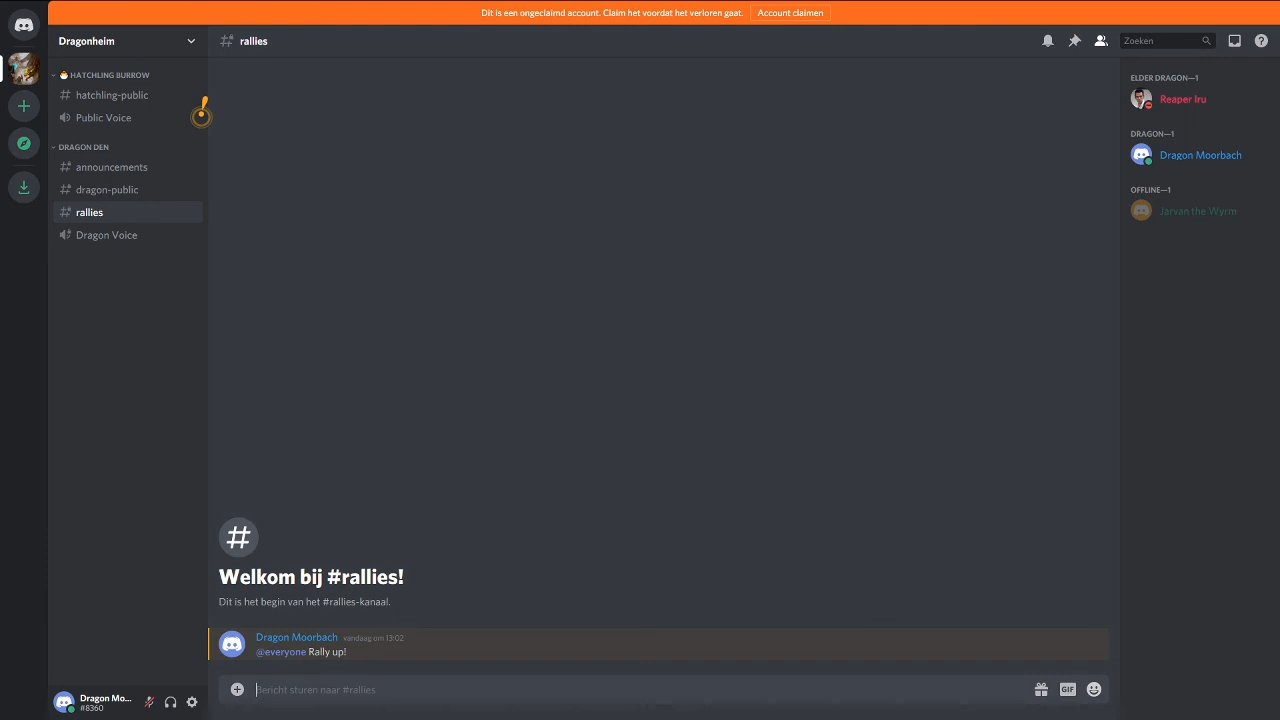 Dit is een ongeclaimd account. Claim het voordat het verloren gaat. Account claimen
Dragonheim
rallies
Zoeken
HATCHLING BURROW
hatchling-public
Public Voice
DRAGON DEN
announcements
dragon-public
rallies
Dragon Voice
Welkom bij #rallies!
Dit is het begin van het #rallies-kanaal.
Dragon Moorbach vandaag om 13:02
@everyone Rally up!
Bericht sturen naar #rallies
GIF
Dragon Mo...
#8360
ELDER DRAGON—1
Reaper Iru
DRAGON—1
Dragon Moorbach
OFFLINE—1
Jarvan the Wyrm